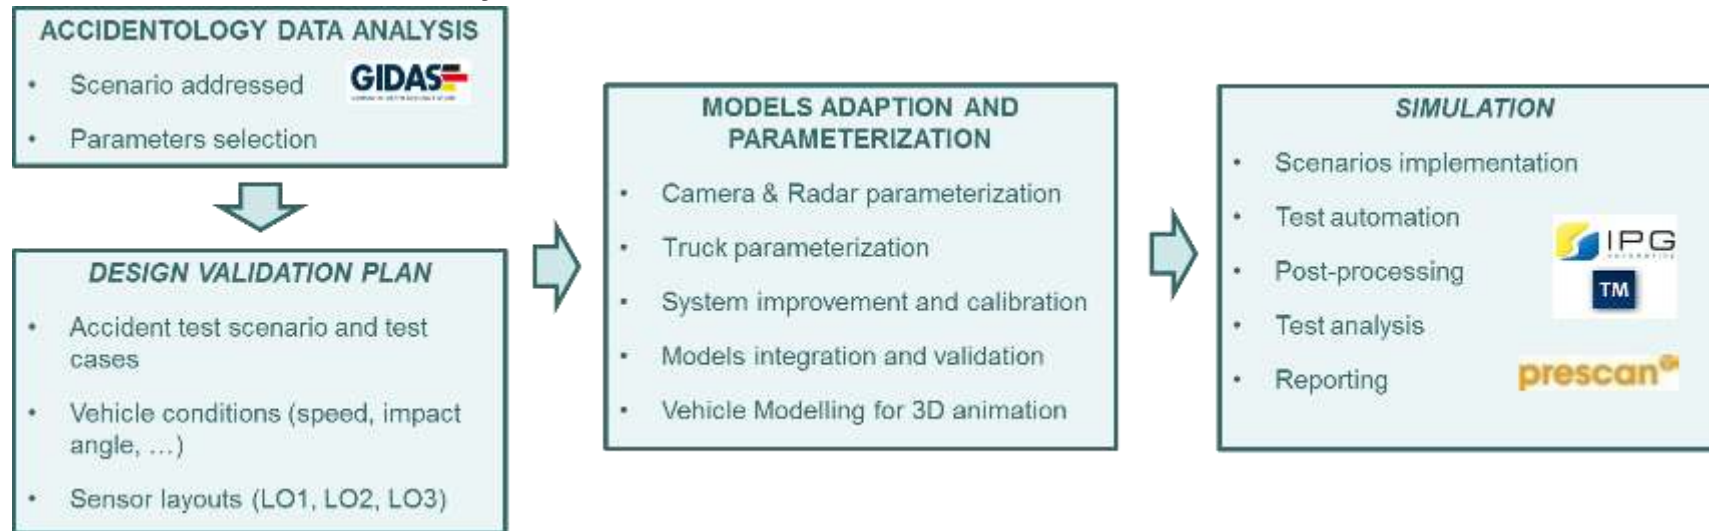 ACCIDENTOLOGY DATA ANALYSIS
• Scenario addressed
GIDAS
• Parameters selection
DESIGN VALIDATION PLAN
• Accident test scenario and test
cases
• Vehicle conditions (speed, impact
angle, …)
• Sensor layouts (LO1, LO2, LO3)
MODELS ADAPTION AND
PARAMETERIZATION
• Camera & Radar parameterization
• Truck parameterization
• System improvement and calibration
• Models integration and validation
• Vehicle Modelling for 3D animation
SIMULATION
• Scenarios implementation
• Test automation
• Post-processing
• Test analysis
• Reporting
IPG
AUTOMOTIVE
TM
prescan